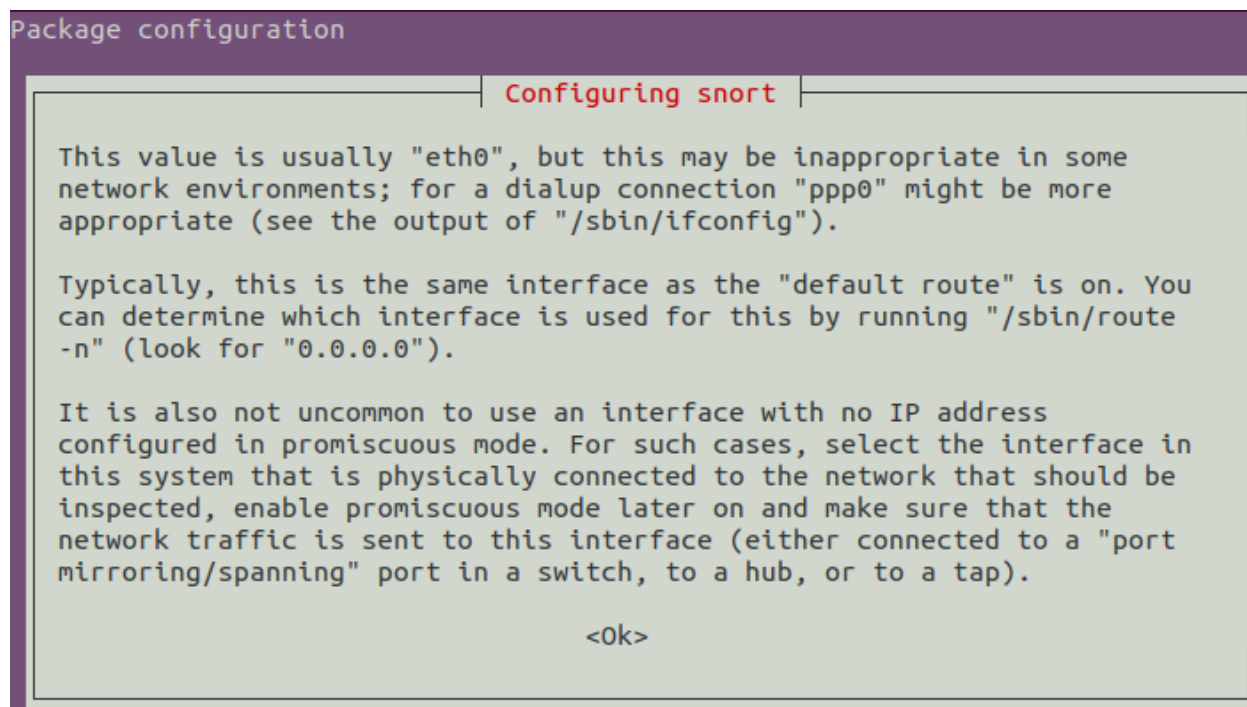 Package configuration
Configuring snort
This value is usually "eth0", but this may be inappropriate in some
network environments; for a dialup connection "ppp0" might be more
appropriate (see the output of "/sbin/ifconfig").
Typically, this is the same interface as the "default route" is on. You
can determine which interface is used for this by running "/sbin/route
-n" (look for "0.0.0.0").
It is also not uncommon to use an interface with no IP address
configured in promiscuous mode. For such cases, select the interface in
this system that is physically connected to the network that should be
inspected, enable promiscuous mode later on and make sure that the
network traffic is sent to this interface (either connected to a "port
mirroring/spanning" port in a switch, to a hub, or to a tap).
<Ok>